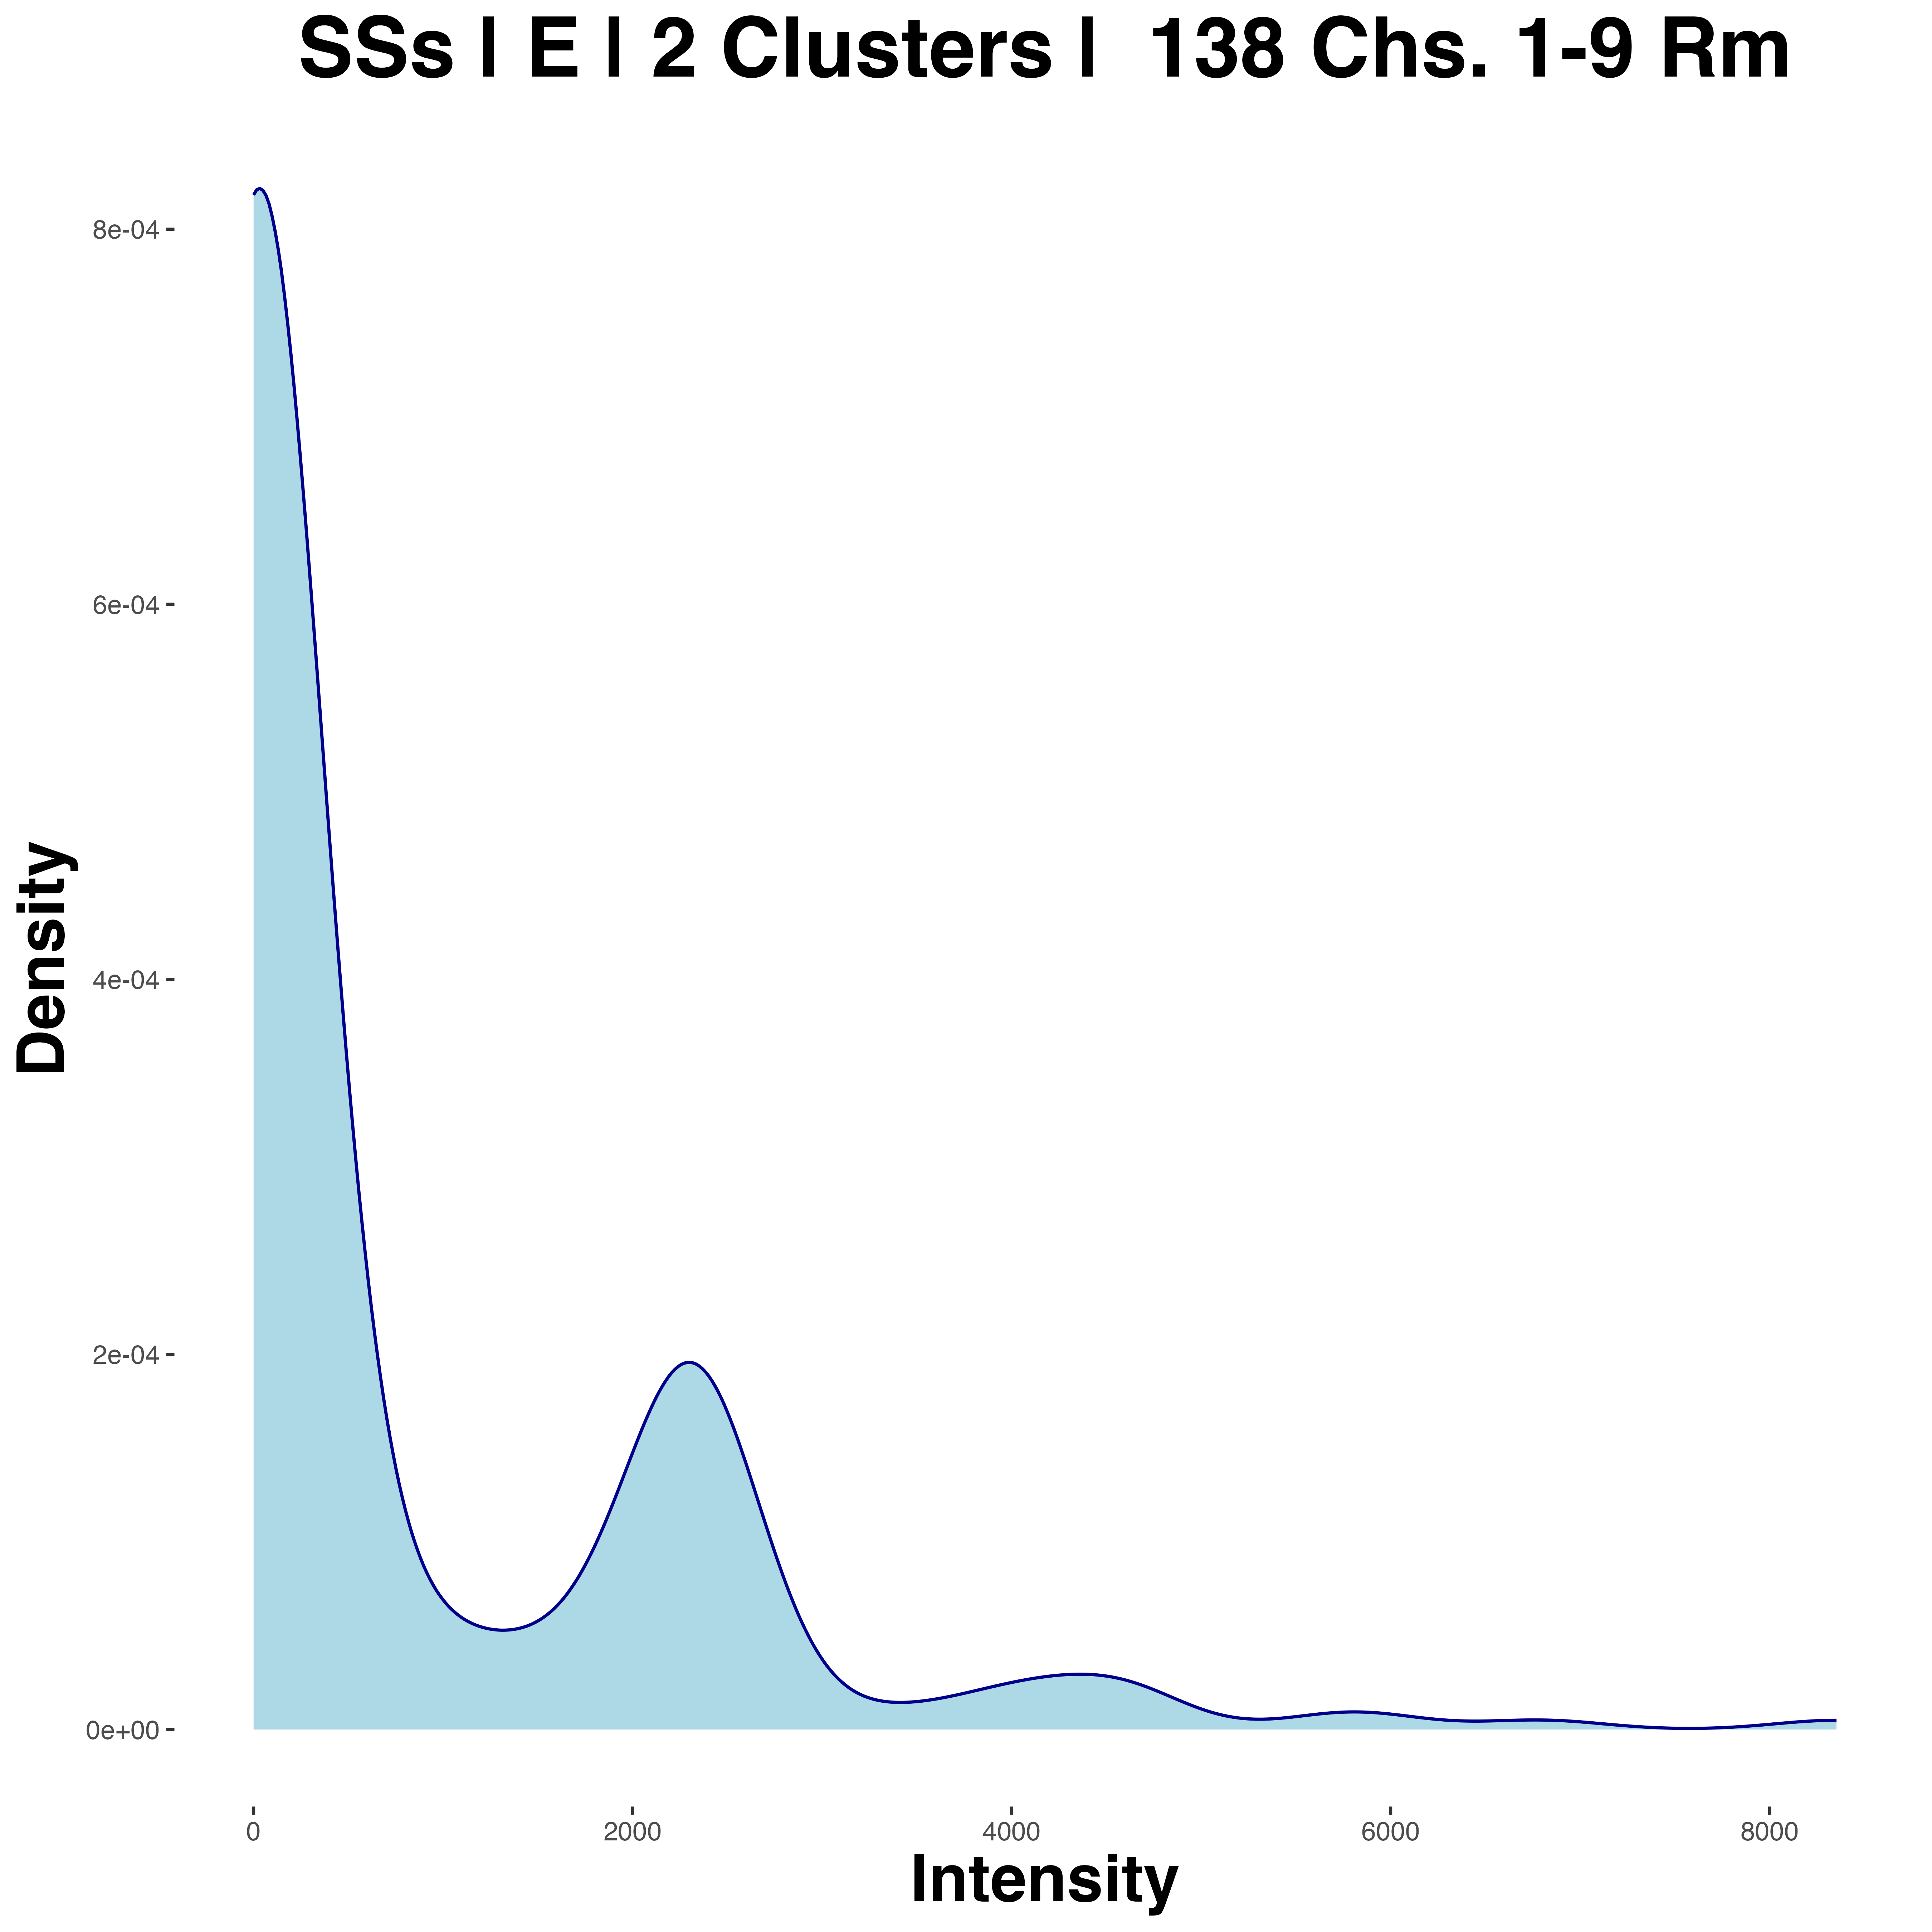 SSs | E | 2 Clusters | 138 Chs. 1-9 Rm
8e-04
6e-04
4e-04
2e-04
0e+00
Density
0 2000 4000 6000 8000
Intensity